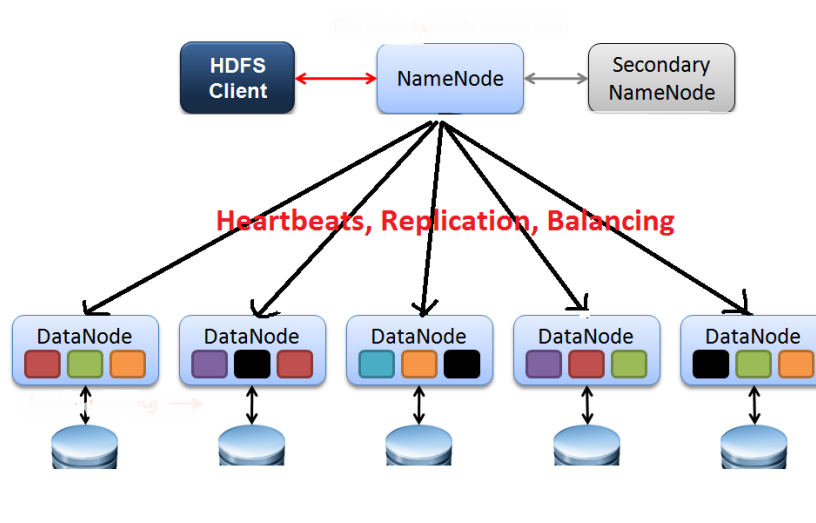 HDFS
Client
NameNode
Secondary
NameNode
Heartbeats, Replication, Balancing
DataNode
DataNode
DataNode
DataNode
DataNode